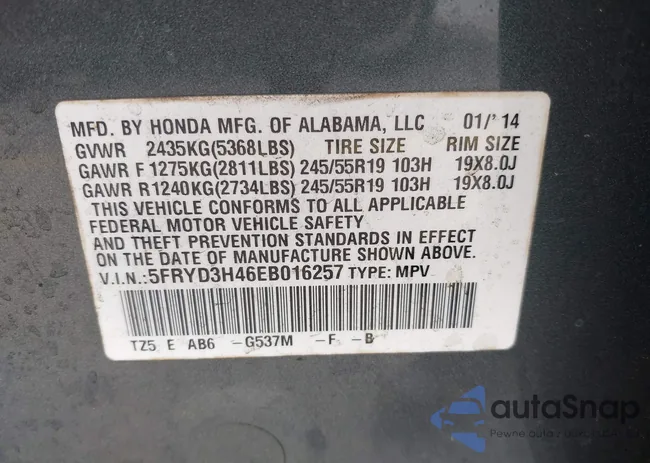 MFD. BY HONDA MFG. OF ALABAMA, LLC 01/'14
GVWR 2435KG(5368LBS) TIRE SIZE RIM SIZE
GAWR F 1275KG(2811LBS) 245/55R19 103H 19X8.0J
GAWR R1240KG(2734LBS) 245/55R19 103H 19X8.0J
THIS VEHICLE CONFORMS TO ALL APPLICABLE
FEDERAL MOTOR VEHICLE SAFETY
AND THEFT PREVENTION STANDARDS IN EFFECT
ON THE DATE OF MANUFACTURE SHOWN ABOVE.
V.I.N.:5FRYD3H46EB016257 TYPE: MPV
TZ5 E AB6 -G537M -F -B
autoSnap